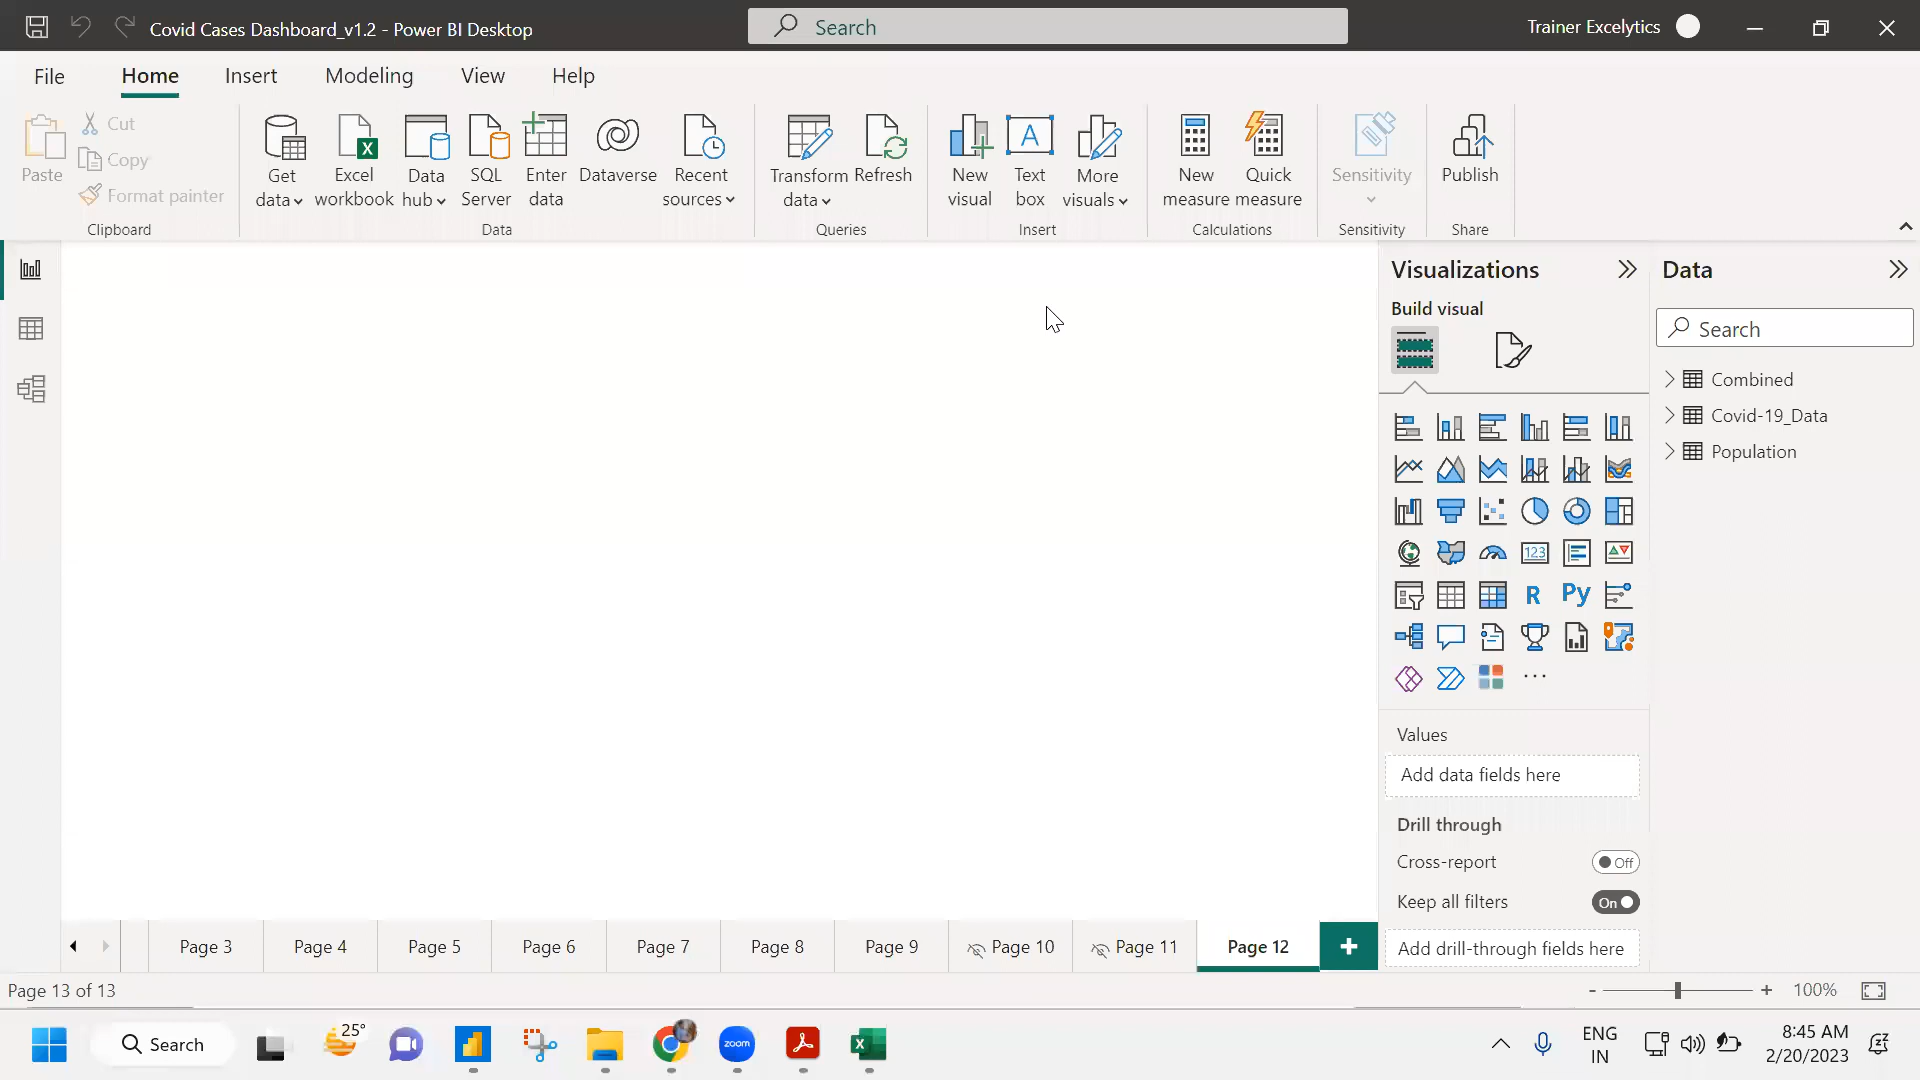 Covid Cases Dashboard_v1.2 - Power BI Desktop
Search
Trainer Excelytics
File
Home
Insert
Modeling
View
Help
Paste
Cut
Copy
Format painter
Clipboard
Get
data
Excel
workbook
Data
hub
SQL
Server
Enter
data
Dataverse
Recent
sources
Data
Transform
data
Refresh
Queries
New
visual
A
Text
box
More
visuals
Insert
New
measure
Quick
measure
Calculations
Sensitivity
Sensitivity
Publish
Share
Visualizations
Build visual
123
R
Py
Values
Add data fields here
Drill through
Cross-report
Off
Keep all filters
On
Add drill-through fields here
Data
Search
Combined
Covid-19_Data
Population
Page 3
Page 4
Page 5
Page 6
Page 7
Page 8
Page 9
Page 10
Page 11
Page 12
+
Page 13 of 13
- + 100%
Search
25°
zoom
ENG
IN
8:45 AM
2/20/2023